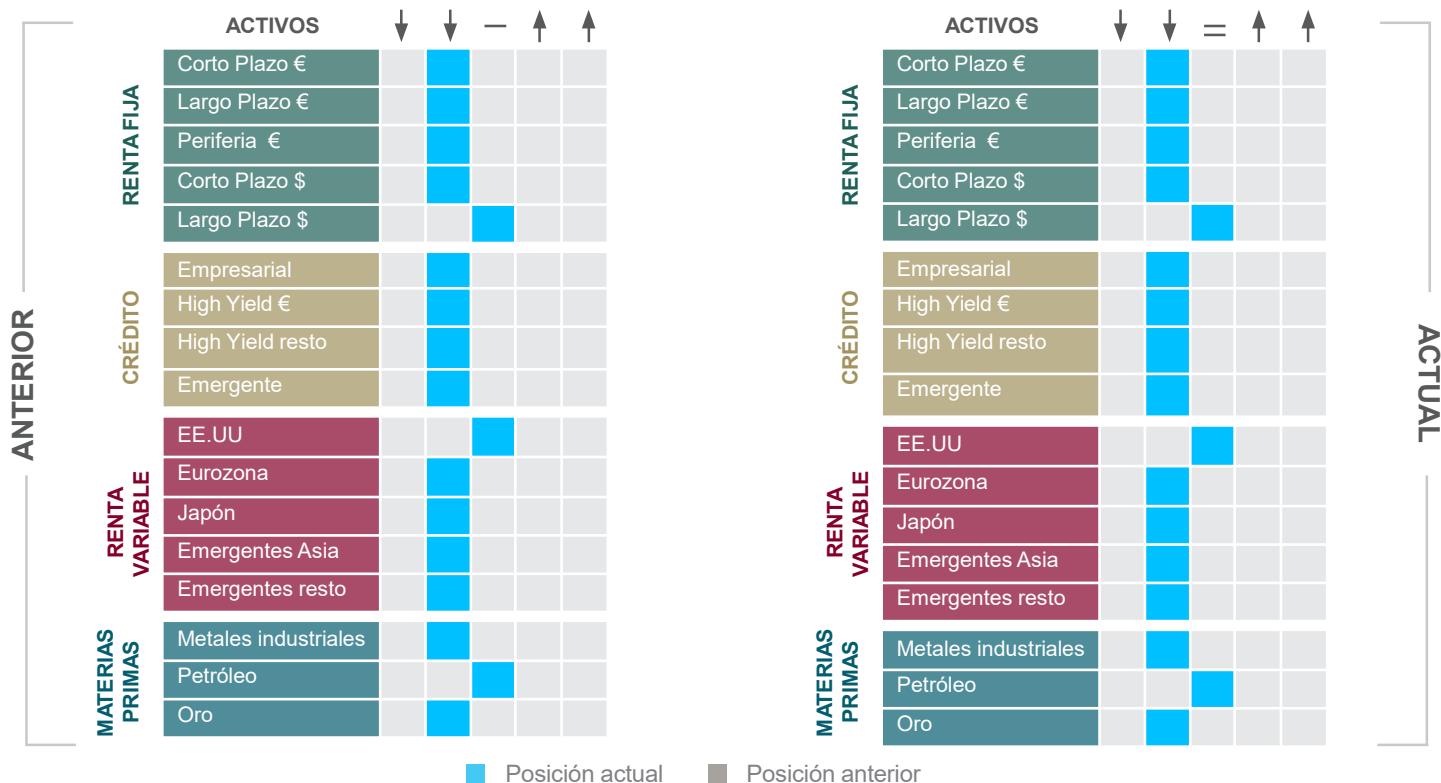 ANTERIOR
ACTIVOS
RENTA FIJA
Corto Plazo €
Largo Plazo €
Periferia €
Corto Plazo $
Largo Plazo $
CRÉDITO
Empresarial
High Yield €
High Yield resto
Emergente
RENTA
VARIABLE
EE.UU
Eurozona
Japón
Emergentes Asia
Emergentes resto
MATERIAS
PRIMAS
Metales industriales
Petróleo
Oro
ACTUAL
ACTIVOS
RENTA FIJA
Corto Plazo €
Largo Plazo €
Periferia €
Corto Plazo $
Largo Plazo $
CRÉDITO
Empresarial
High Yield €
High Yield resto
Emergente
RENTA
VARIABLE
EE.UU
Eurozona
Japón
Emergentes Asia
Emergentes resto
MATERIAS
PRIMAS
Metales industriales
Petróleo
Oro
Posición actual
Posición anterior